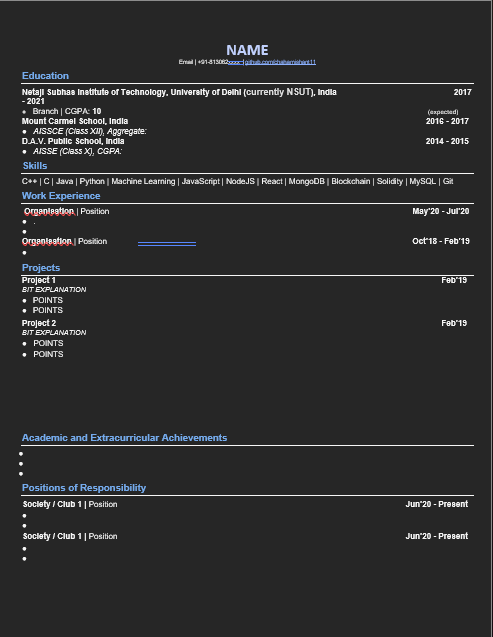 NAME
Email | +91-813082xxxx | github.com/
Education
Netaji Subhas Institute of Technology, University of Delhi (currently NSUT), India 2017
- 2021
Branch | CGPA: 10 (expected)
Mount Carmel School, India 2016 - 2017
AISSCE (Class XII), Aggregate:
D.A.V. Public School, India 2014 - 2015
AISSE (Class X), CGPA:
Skills
C++ | C | Java | Python | Machine Learning | JavaScript | NodeJS | React | MongoDB | Blockchain | Solidity | MySQL | Git
Work Experience
Organisation | Position May'20 - Jul'20
.
Organisation | Position Oct'18 - Feb'19
Projects
Project 1 Feb'19
BIT EXPLANATION
POINTS
POINTS
Project 2 Feb'19
BIT EXPLANATION
POINTS
POINTS
Academic and Extracurricular Achievements
Positions of Responsibility
Society / Club 1 | Position Jun'20 - Present
Society / Club 1 | Position Jun'20 - Present